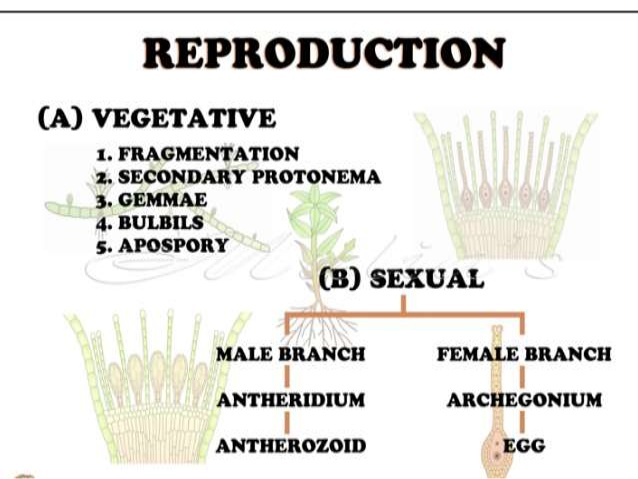 REPRODUCTION
(A) VEGETATIVE
1. FRAGMENTATION
2. SECONDARY PROTONEMA
3. GEMMAE
4. BULBILS
5. APOSPORY
(B) SEXUAL
MALE BRANCH
FEMALE BRANCH
ANTHERIDIUM
ARCHEGONIUM
ANTHEROZOID
EGG